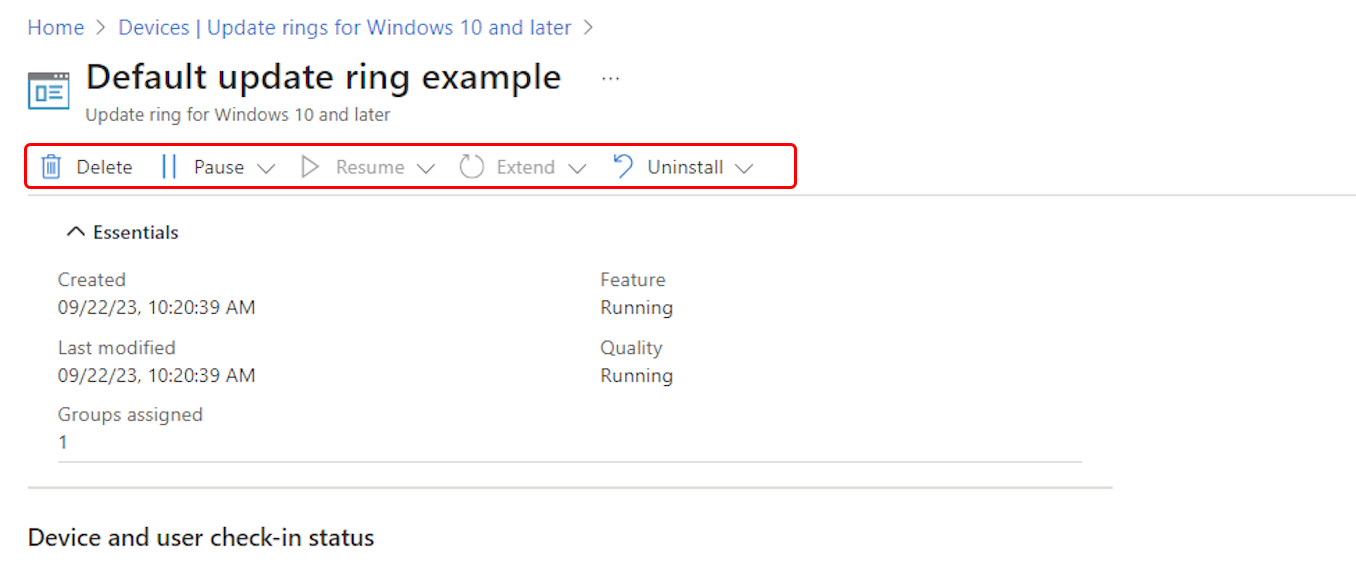 Home > Devices | Update rings for Windows 10 and later >
Default update ring example ...
Update ring for Windows 10 and later
Delete Pause Resume Extend Uninstall
Essentials
Created
09/22/23, 10:20:39 AM
Feature
Running
Last modified
09/22/23, 10:20:39 AM
Quality
Running
Groups assigned
1
Device and user check-in status